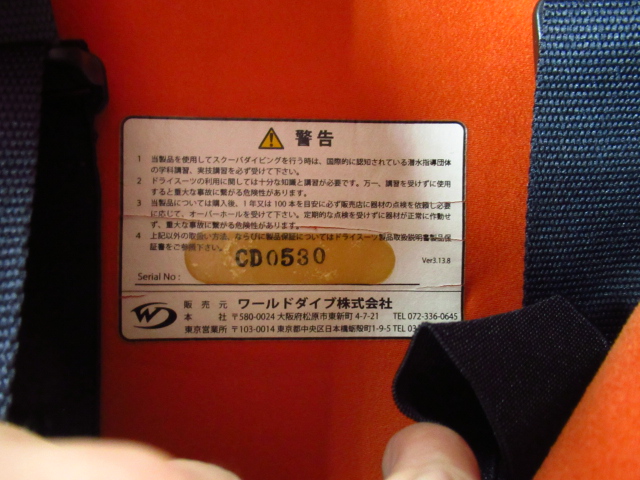 警告
1 当製品を使用してスクーバダイビングを行う時は、国際的に認知されている潜水指導団体
の学科講習、実技講習を必ず受けて下さい。
2 ドライスーツの利用に関しては十分な知識と講習が必要です。万一、講習を受けずに使用
すると重大な事故に繋がる危険性があります。
3 当製品については購入後、1年又は100本を目安に必ず販売店に器材の点検を依頼し必要
に応じて、オーバーホールを受けて下さい。定期的な点検を受けずに器材が正常に作動せ
ず、重大な事故に繋がる危険性があります。
4 上記以外の取扱い方法、ならびに製品保証についてはドライスーツ製品取扱説明書製品保
証書をご参照下さい。
CD0530
Ver3.13.8
Serial No :
販売元 ワールドダイブ株式会社
本社 〒580-0024 大阪府松原市東新町4-7-21 TEL 072-336-0645
東京営業所 〒103-0014 東京都中央区日本橋蛎殻町1-9-5 TEL 03